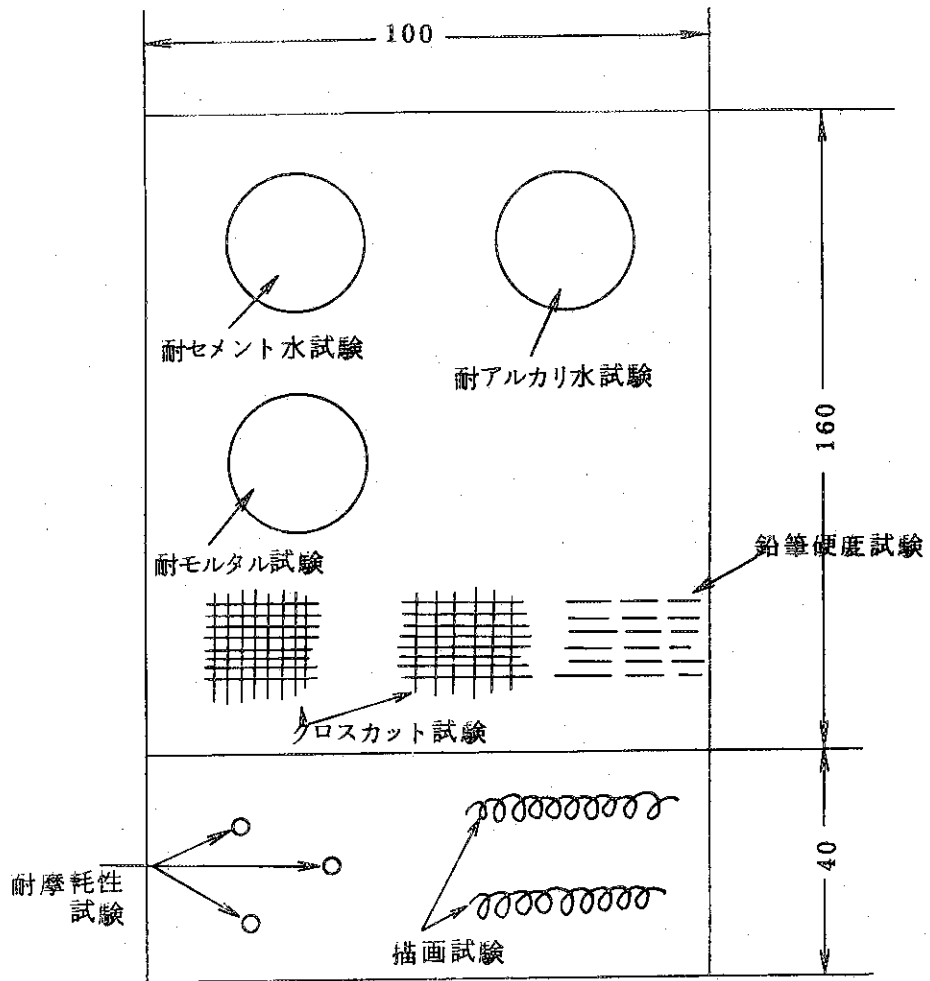 100
耐セメント水試験
耐アルカリ水試験
160
耐モルタル試験
鉛筆硬度試験
クロスカット試験
40
耐摩耗性
試験
描画試験